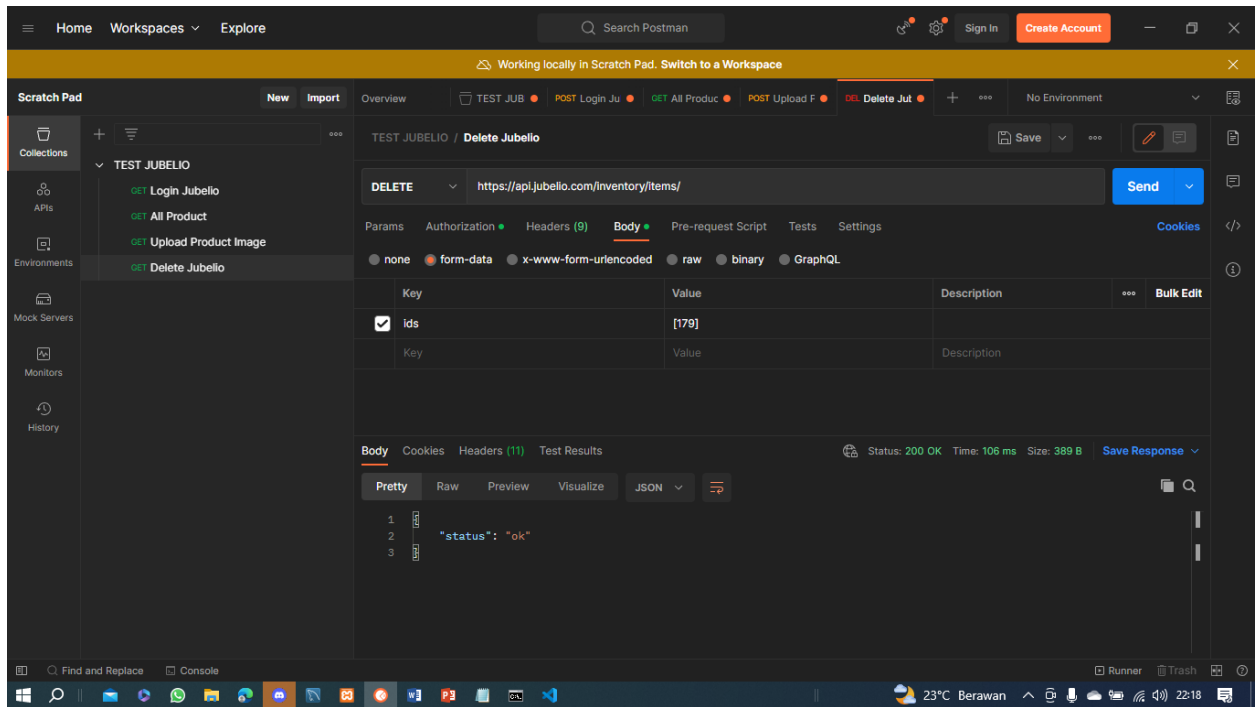 Home Workspaces Explore Search Postman Sign In Create Account
Working locally in Scratch Pad. Switch to a Workspace
Scratch Pad New Import Overview TEST JUB POST Login Ju GET All Produc POST Upload F DEL Delete Jub No Environment
Collections
APIs
Environments
Mock Servers
Monitors
History
TEST JUBELIO
GET Login Jubelio
GET All Product
GET Upload Product Image
GET Delete Jubelio
TEST JUBELIO / Delete Jubelio Save
DELETE https://api.jubelio.com/inventory/items/ Send
Params Authorization Headers (9) Body Pre-request Script Tests Settings Cookies
none form-data x-www-form-urlencoded raw binary GraphQL
Key Value Description Bulk Edit
ids [179]
Key Value Description
Body Cookies Headers (11) Test Results Status: 200 OK Time: 106 ms Size: 389 B Save Response
Pretty Raw Preview Visualize JSON
1 {
2 "status": "ok"
3 }
Find and Replace Console Runner Trash
23°C Berawan 22:18